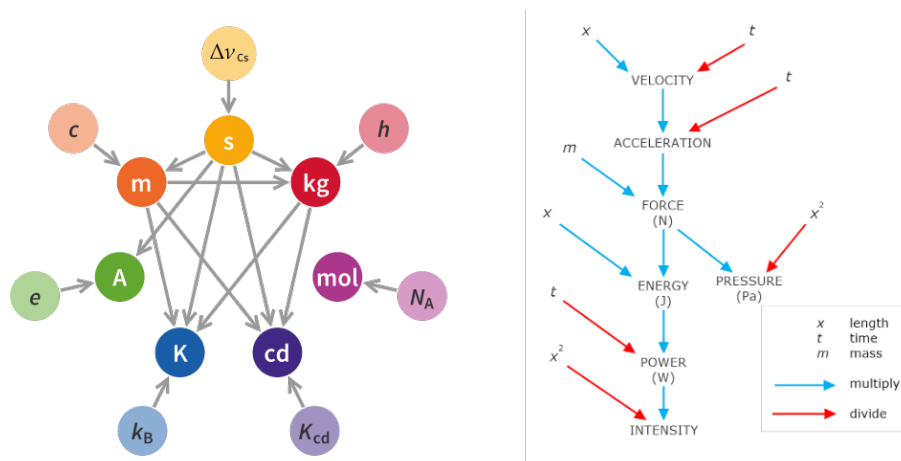 Δν_Cs
c
s
h
m
kg
e
A
mol
N_A
K
cd
k_B
K_cd
x
t
VELOCITY
t
ACCELERATION
m
FORCE
(N)
x
x²
ENERGY
(J)
PRESSURE
(Pa)
t
POWER
(W)
x²
INTENSITY
x length
t time
m mass
multiply
divide